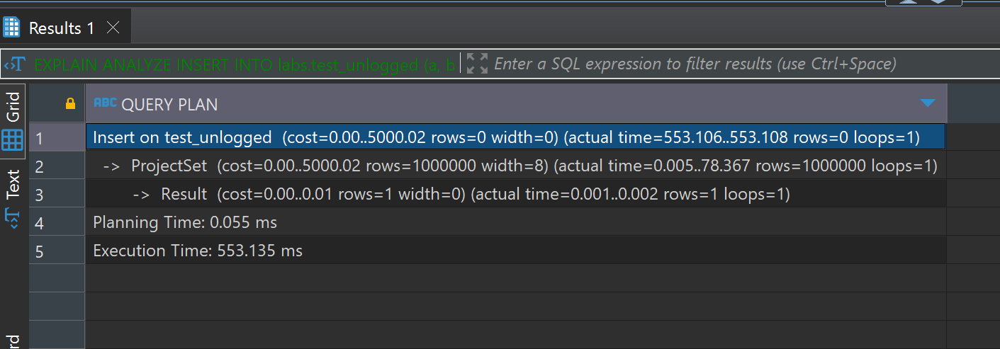 Results 1
EXPLAIN ANALYZE INSERT INTO labs.test_unlogged (a, b
Enter a SQL expression to filter results (use Ctrl+Space)
Grid
Text
ABC QUERY PLAN
1 Insert on test_unlogged (cost=0.00..5000.02 rows=0 width=0) (actual time=553.106..553.108 rows=0 loops=1)
2 -> ProjectSet (cost=0.00..5000.02 rows=1000000 width=8) (actual time=0.005..78.367 rows=1000000 loops=1)
3 -> Result (cost=0.00..0.01 rows=1 width=0) (actual time=0.001..0.002 rows=1 loops=1)
4 Planning Time: 0.055 ms
5 Execution Time: 553.135 ms
rd